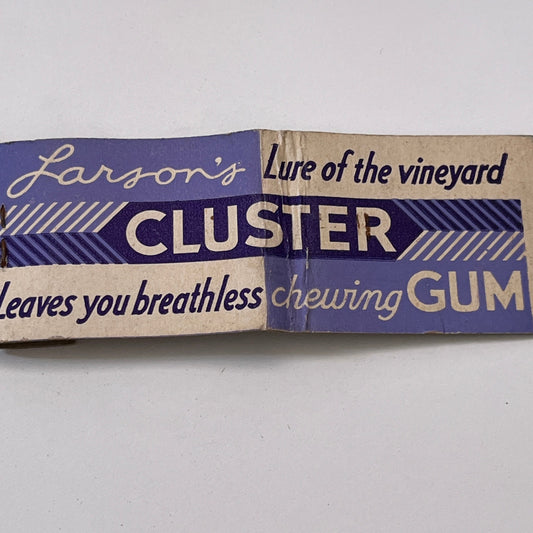 Larson's Lure of the vineyard
CLUSTER
Leaves you breathless chewing GUM